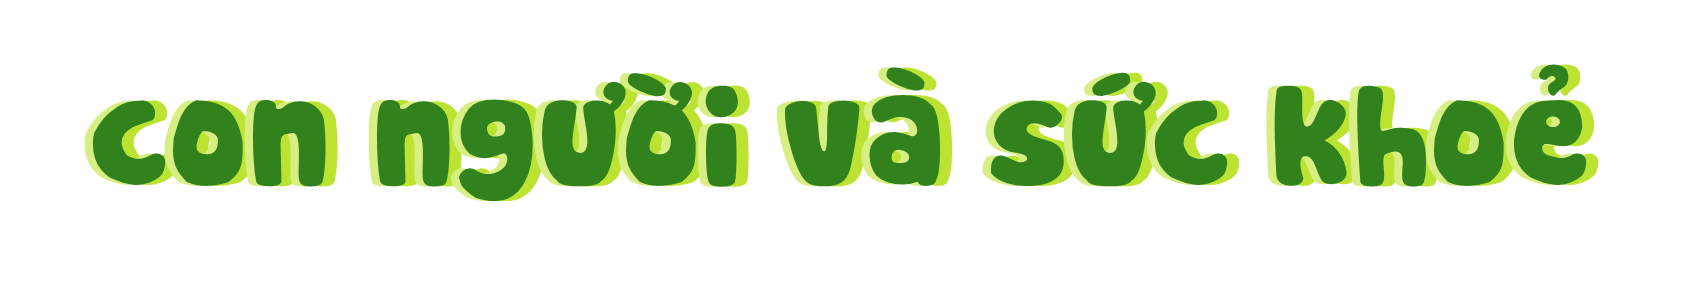 con người và sức khoẻ